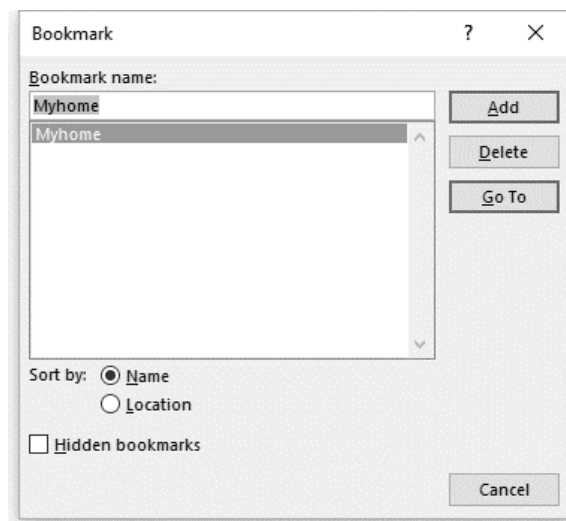 Bookmark ?
Bookmark name:
Myhome
Add
Myhome
Delete
Go To
Sort by: Name
Location
Hidden bookmarks
Cancel